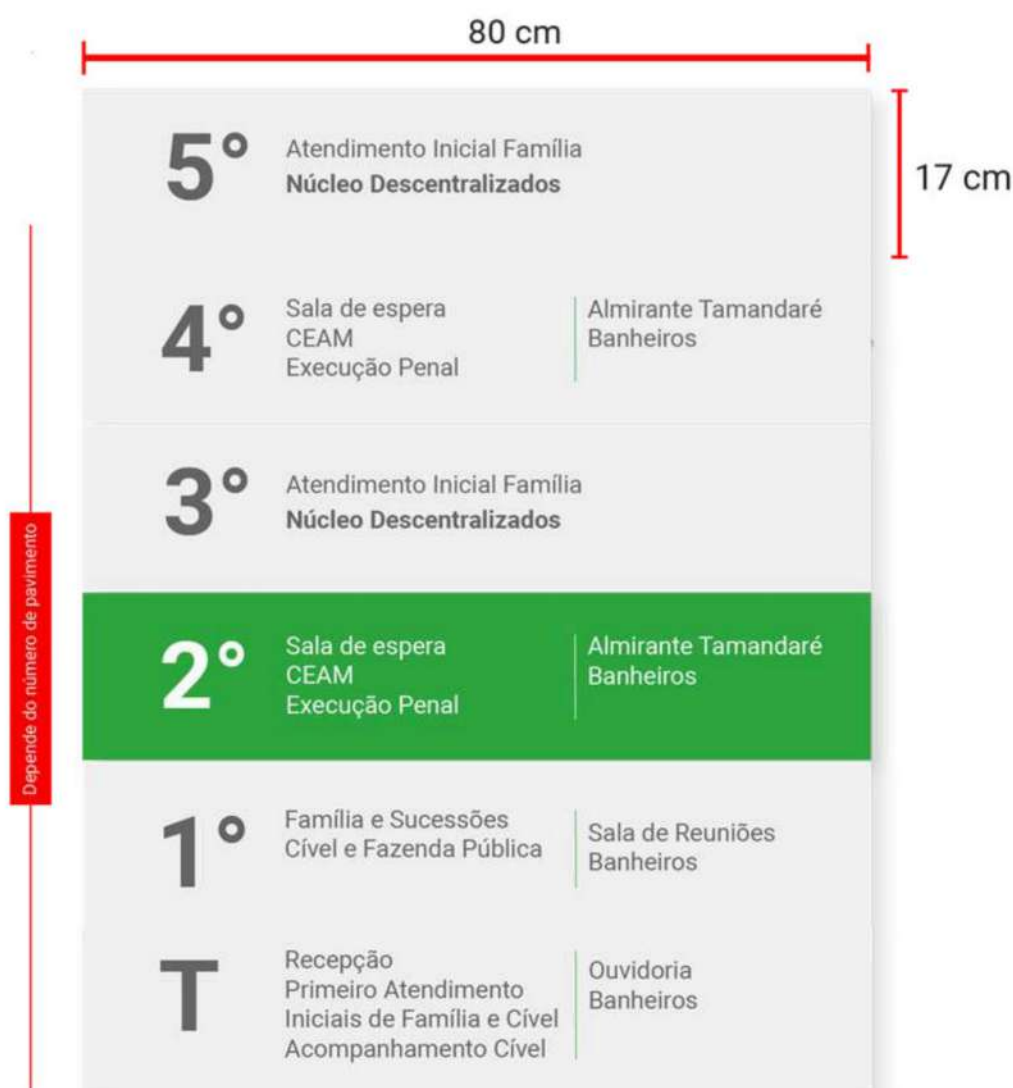 80 cm
17 cm
5°
Atendimento Inicial Família
Núcleo Descentralizados
4°
Sala de espera
CEAM
Execução Penal
Almirante Tamandaré
Banheiros
3°
Atendimento Inicial Família
Núcleo Descentralizados
Depende do número de pavimento
2°
Sala de espera
CEAM
Execução Penal
Almirante Tamandaré
Banheiros
1°
Família e Sucessões
Cível e Fazenda Pública
Sala de Reuniões
Banheiros
T
Recepção
Primeiro Atendimento
Iniciais de Família e Cível
Acompanhamento Cível
Ouvidoria
Banheiros